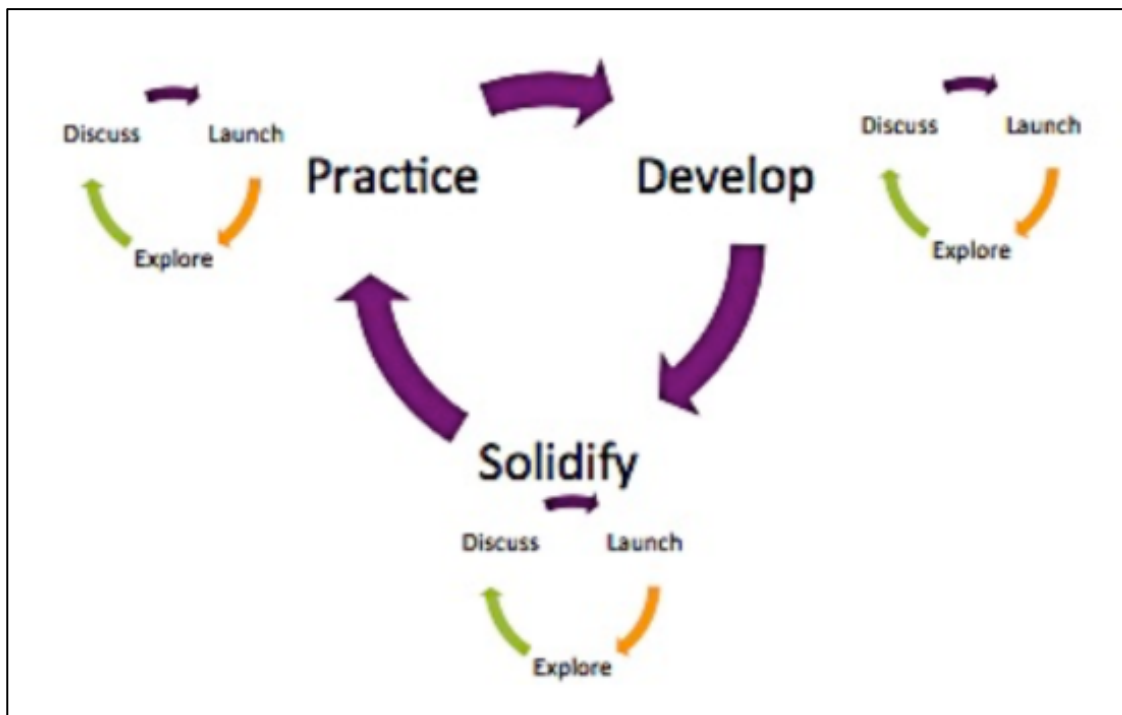 Discuss
Launch
Explore
Practice
Develop
Discuss
Launch
Explore
Solidify
Discuss
Launch
Explore